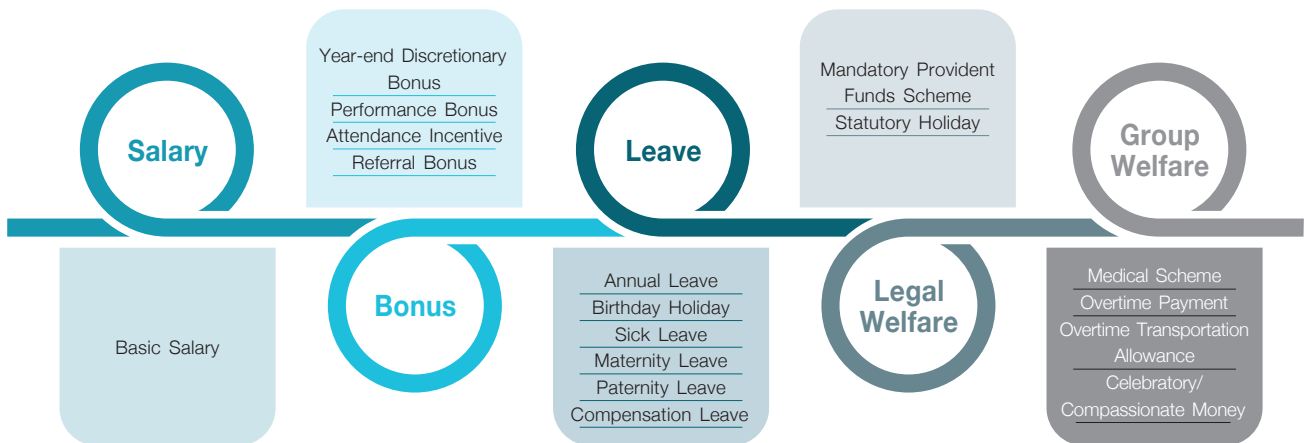 Salary
Basic Salary
Year-end Discretionary
Bonus
Performance Bonus
Attendance Incentive
Referral Bonus
Bonus
Leave
Annual Leave
Birthday Holiday
Sick Leave
Maternity Leave
Paternity Leave
Compensation Leave
Mandatory Provident
Funds Scheme
Statutory Holiday
Legal
Welfare
Group
Welfare
Medical Scheme
Overtime Payment
Overtime Transportation
Allowance
Celebratory/
Compassionate Money